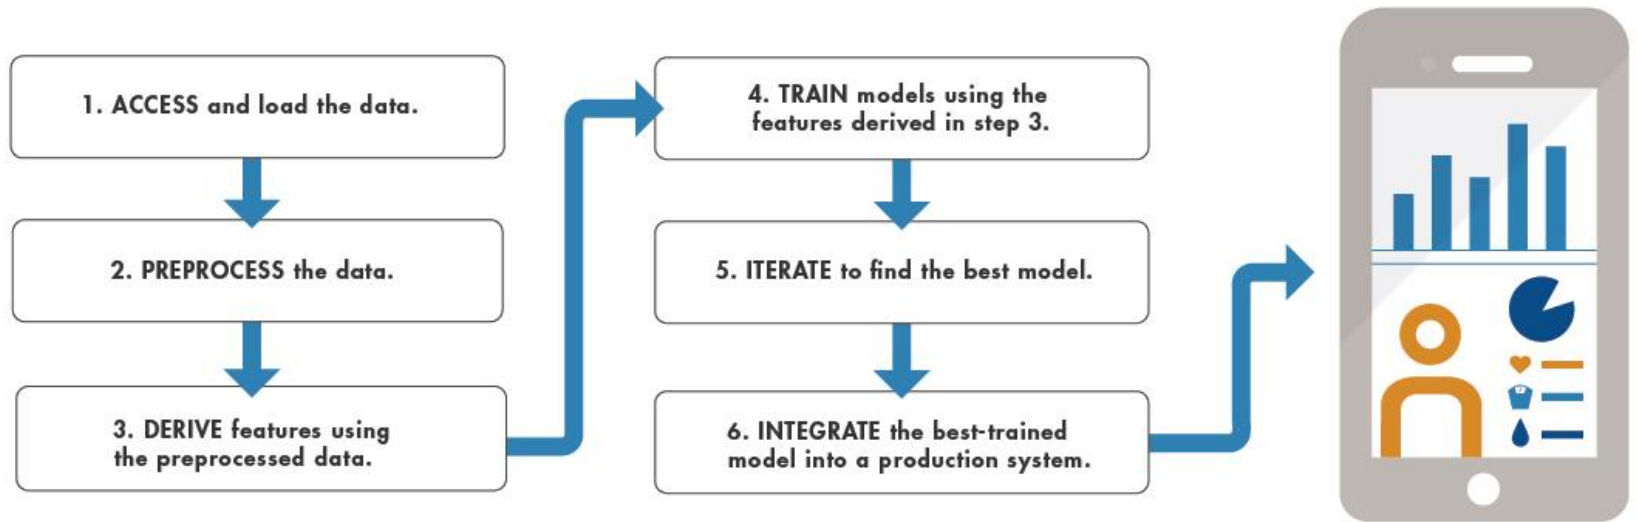 1. ACCESS and load the data.
2. PREPROCESS the data.
3. DERIVE features using
the preprocessed data.
4. TRAIN models using the
features derived in step 3.
5. ITERATE to find the best model.
6. INTEGRATE the best-trained
model into a production system.